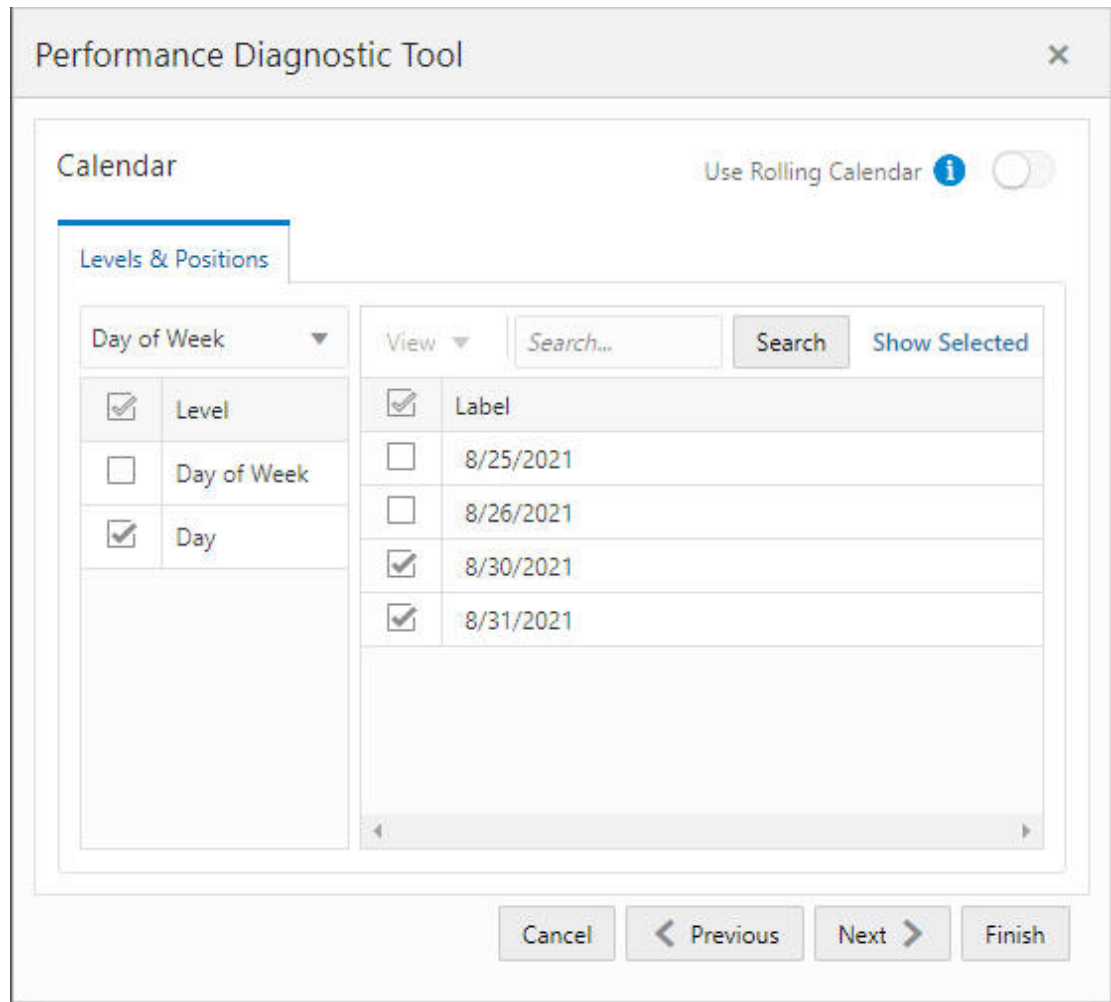 Performance Diagnostic Tool
Calendar
Use Rolling Calendar
Levels & Positions
Day of Week
View
Search...
Search
Show Selected
Level
Label
Day of Week
8/25/2021
Day
8/26/2021
8/30/2021
8/31/2021
Cancel
Previous
Next
Finish